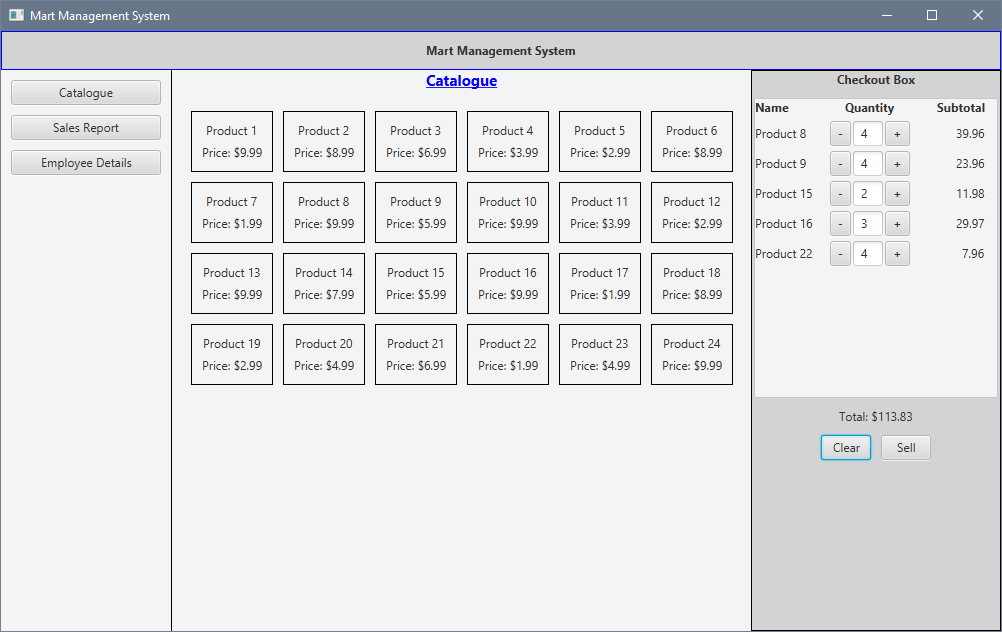 Mart Management System
Mart Management System
Catalogue
Sales Report
Employee Details
Catalogue
Product 1 Product 2 Product 3 Product 4 Product 5 Product 6
Price: $9.99 Price: $8.99 Price: $6.99 Price: $3.99 Price: $2.99 Price: $8.99
Product 7 Product 8 Product 9 Product 10 Product 11 Product 12
Price: $1.99 Price: $9.99 Price: $5.99 Price: $9.99 Price: $3.99 Price: $2.99
Product 13 Product 14 Product 15 Product 16 Product 17 Product 18
Price: $9.99 Price: $7.99 Price: $5.99 Price: $9.99 Price: $1.99 Price: $8.99
Product 19 Product 20 Product 21 Product 22 Product 23 Product 24
Price: $2.99 Price: $4.99 Price: $6.99 Price: $1.99 Price: $4.99 Price: $9.99
Checkout Box
Name Quantity Subtotal
Product 8 - 4 + 39.96
Product 9 - 4 + 23.96
Product 15 - 2 + 11.98
Product 16 - 3 + 29.97
Product 22 - 4 + 7.96
Total: $113.83
Clear Sell